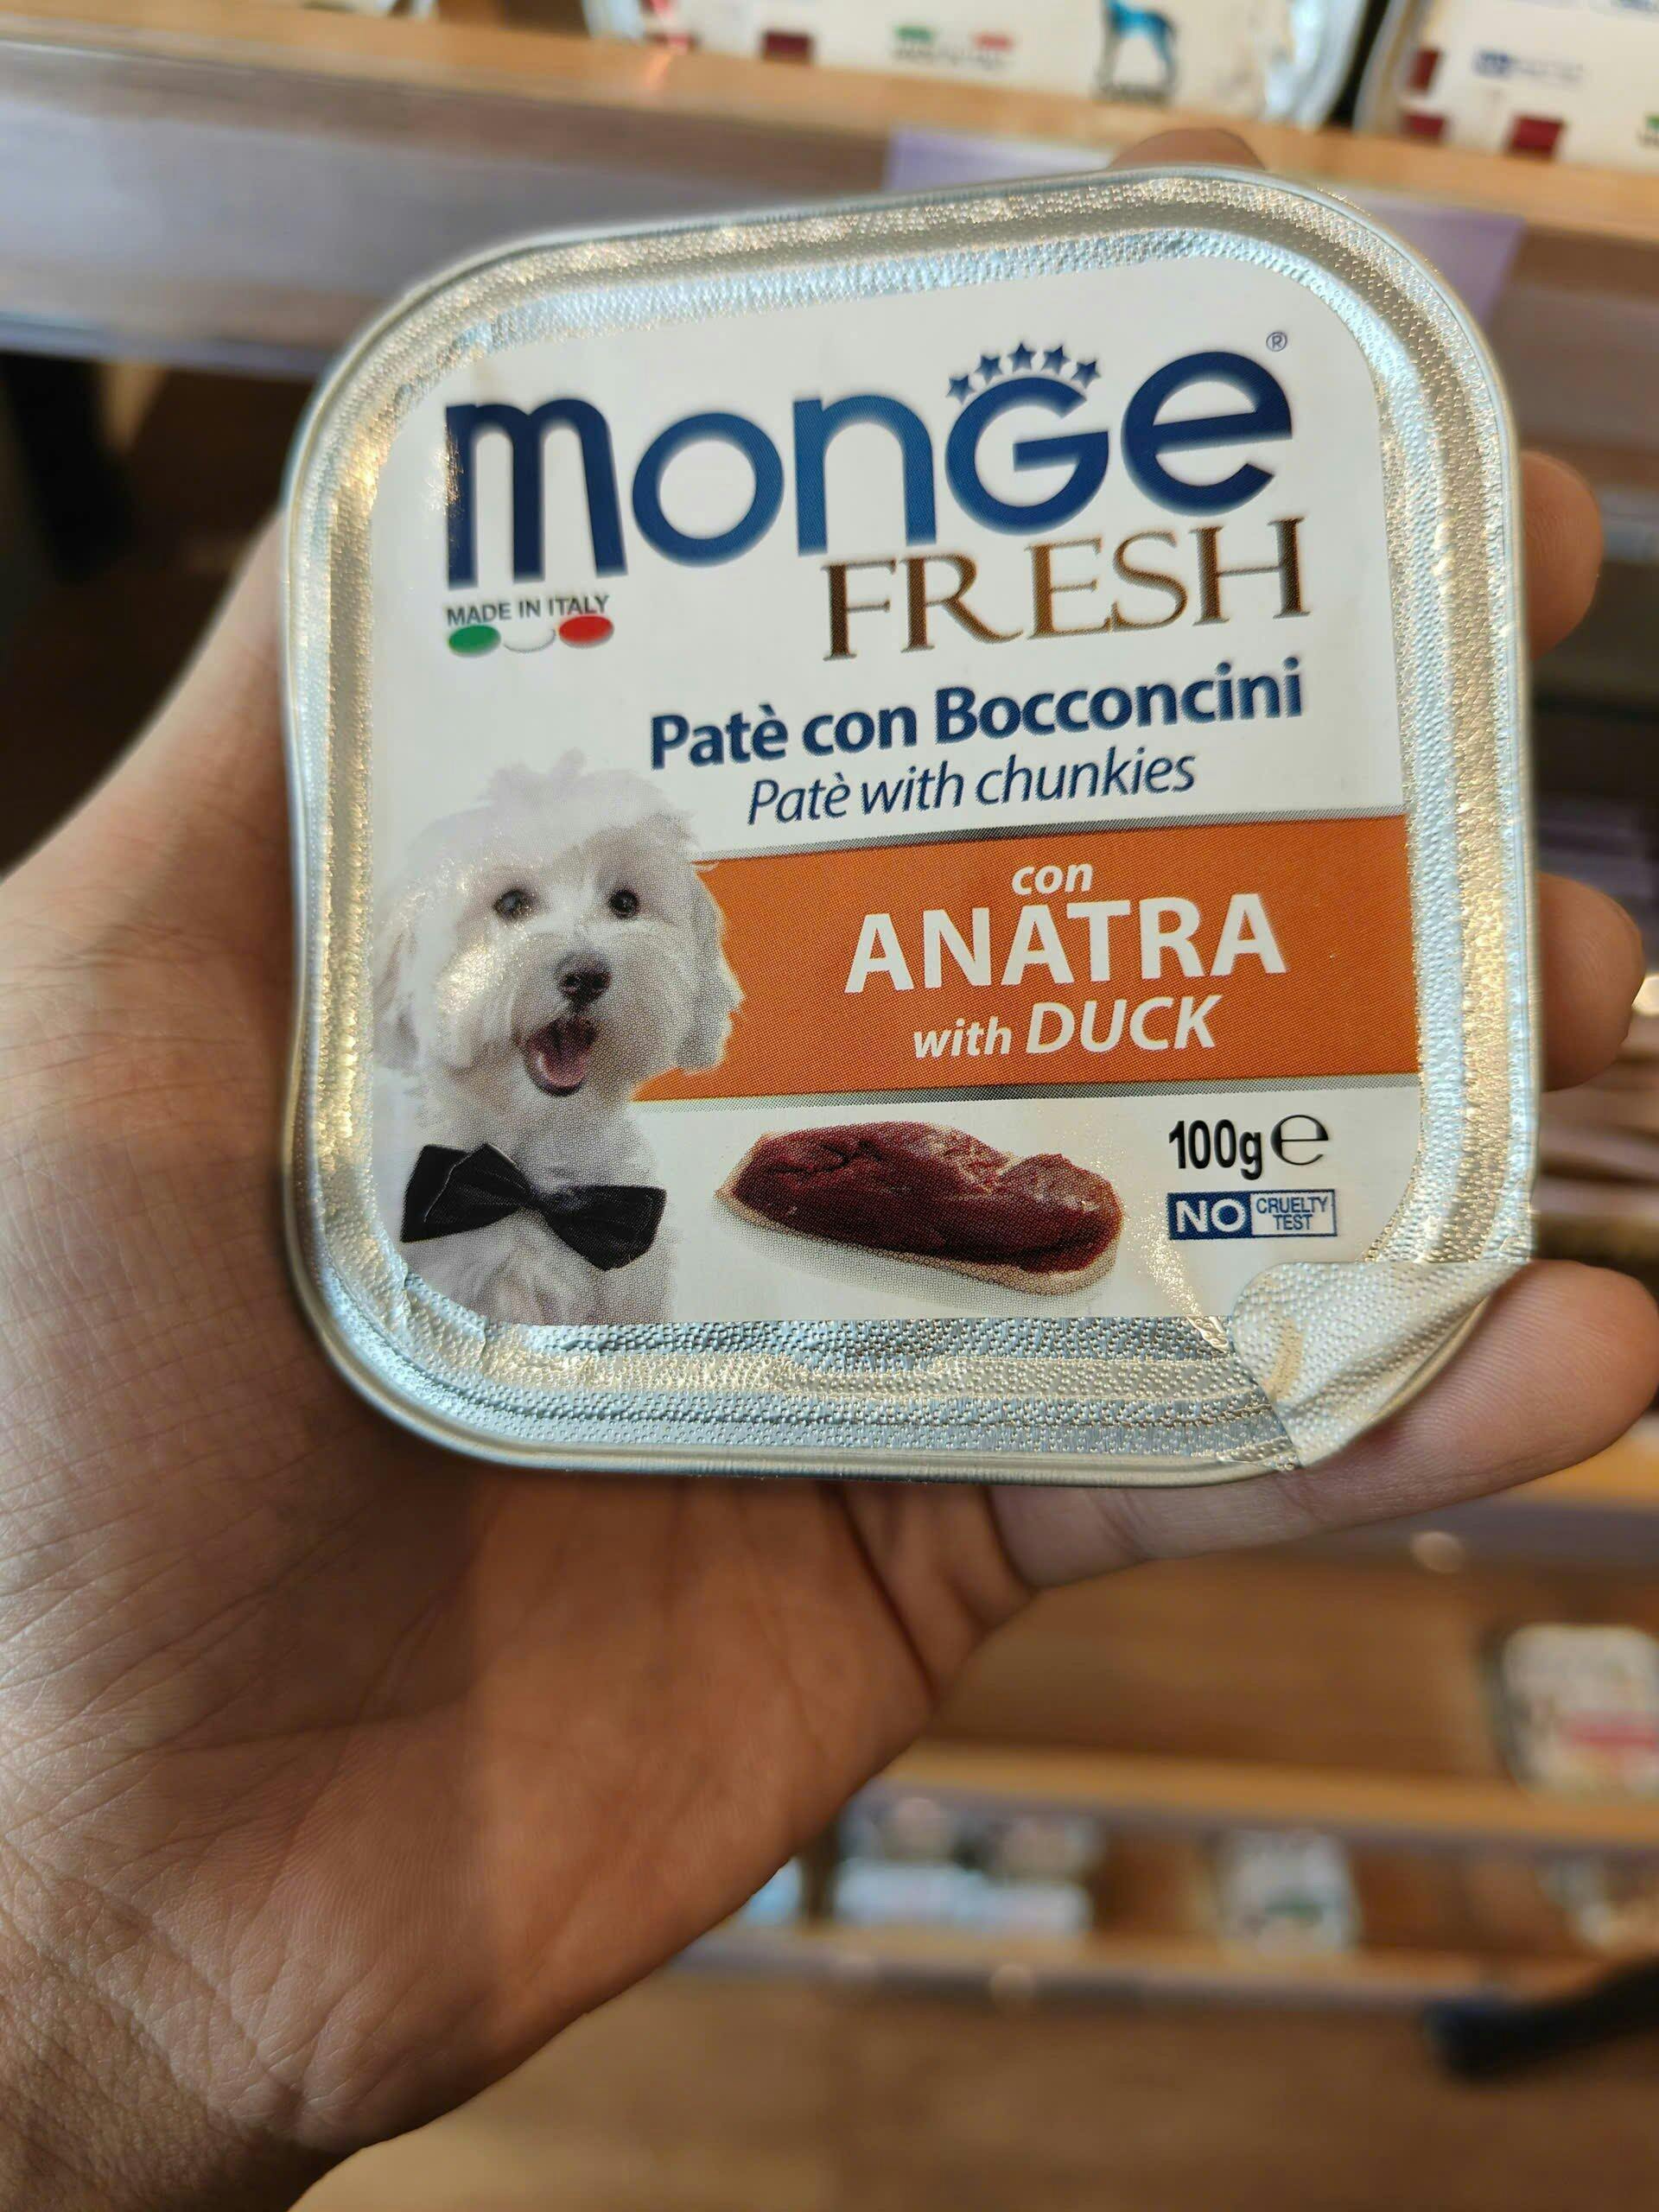 monGe®
FRESH
MADE IN ITALY
Patè con Bocconcini
Patè with chunkies
con
ANATRA
with DUCK
100g ℮
NO CRUELTY TEST